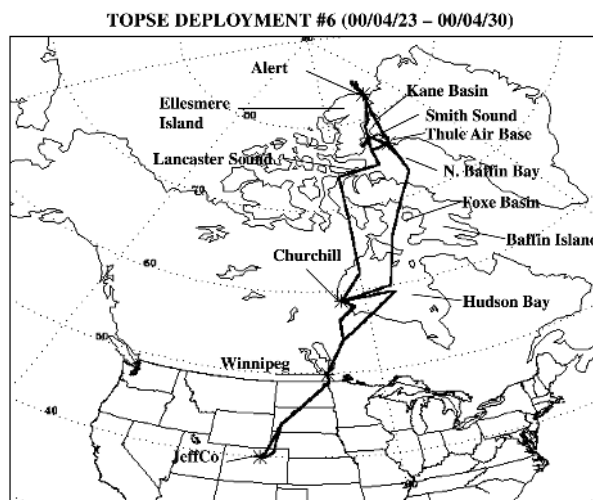 TOPSE DEPLOYMENT #6 (00/04/23 – 00/04/30)
Alert
Kane Basin
Ellesmere
Island
80
Smith Sound
Thule Air Base
Lancaster Sound
N. Baffin Bay
70
Foxe Basin
Baffin Island
Churchill
60
Hudson Bay
50
Winnipeg
40
JeffCo